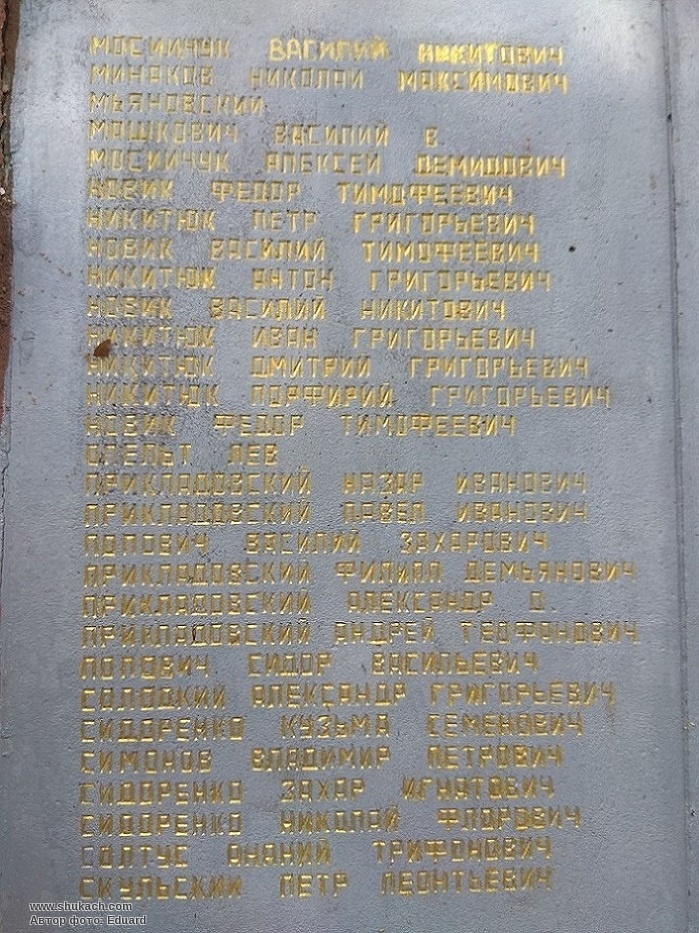 МОСИЙЧУК ВАСИЛИЙ НИКИТОВИЧ
МИНАКОВ НИКОЛАЙ МАКСИМОВИЧ
МЬЯНОВСКИЙ
МАШКОВИЧ ВАСИЛИЙ В.
МОСИЙЧУК АЛЕКСЕЙ ДЕМИДОВИЧ
НОВИК ФЕДОР ТИМОФЕЕВИЧ
НИКИТЮК ПЕТР ГРИГОРЬЕВИЧ
НОВИК ВАСИЛИЙ ТИМОФЕЕВИЧ
НИКИТЮК АНТОН ГРИГОРЬЕВИЧ
НОВИК ВАСИЛИЙ НИКИТОВИЧ
НИКИТЮК ИВАН ГРИГОРЬЕВИЧ
НИКИТЮК ДМИТРИЙ ГРИГОРЬЕВИЧ
НИКИТЮК ПОРФИРИЙ ГРИГОРЬЕВИЧ
НОВИК ФЕДОР ТИМОФЕЕВИЧ
ЛЕВ
ПРИКЛАДОВСКИЙ НАЗАР ИВАНОВИЧ
ПРИКЛАДОВСКИЙ ПАВЕЛ ИВАНОВИЧ
ПОПОВИЧ ВАСИЛИЙ ЗАХАРОВИЧ
ПРИКЛАДОВСКИЙ ФИЛИПП ДЕМЬЯНОВИЧ
ПРИКЛАДОВСКИЙ АЛЕКСАНДР
ПРИКЛАДОВСКИЙ АНДРЕЙ ТЕОФАНОВИЧ
ПОПОВИЧ СИДОР ВАСИЛЬЕВИЧ
СОЛОДКИЙ АЛЕКСАНДР ГРИГОРЬЕВИЧ
СИДОРЕНКО КУЗЬМА СЕМЕНОВИЧ
СИМОНОВ ВЛАДИМИР ПЕТРОВИЧ
СИДОРЕНКО ЗАХАР ИГНАТОВИЧ
СИДОРЕНКО НИКОЛАЙ ФЛОРОВИЧ
СОЛТУС АНАНИЙ ТРИФОНОВИЧ
СКУЛЬСКИЙ ПЕТР ЛЕОНТЬЕВИЧ
www.shukach.com
Автор фото: Eduard